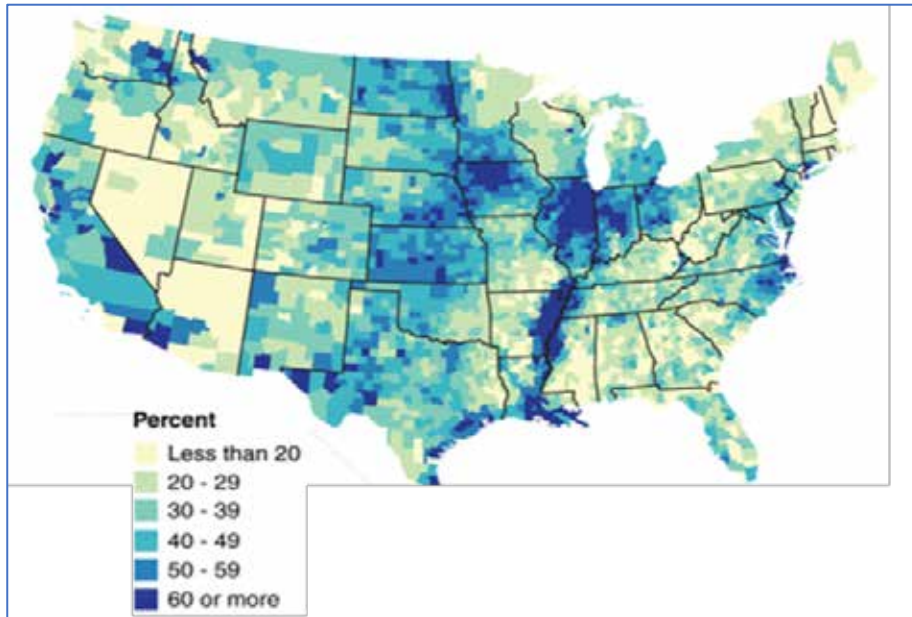 Percent
Less than 20
20 - 29
30 - 39
40 - 49
50 - 59
60 or more